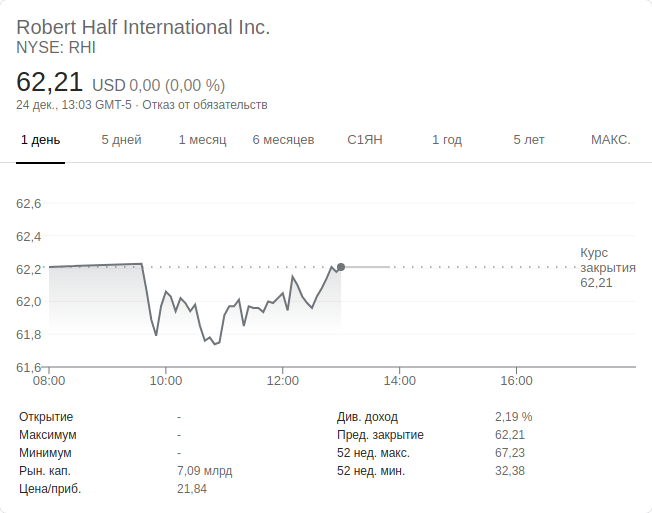 Robert Half International Inc.
NYSE: RHI
62,21 USD 0,00 (0,00 %)
24 дек., 13:03 GMT-5 · Отказ от обязательств
1 день 5 дней 1 месяц 6 месяцев С1ЯН 1 год 5 лет МАКС.
62,6
62,4
62,2
62,0
61,8
61,6
Курс
закрытия
62,21
08:00 10:00 12:00 14:00 16:00
Открытие - Див. доход 2,19 %
Максимум - Пред. закрытие 62,21
Минимум - 52 нед. макс. 67,23
Рын. кап. 7,09 млрд 52 нед. мин. 32,38
Цена/приб. 21,84